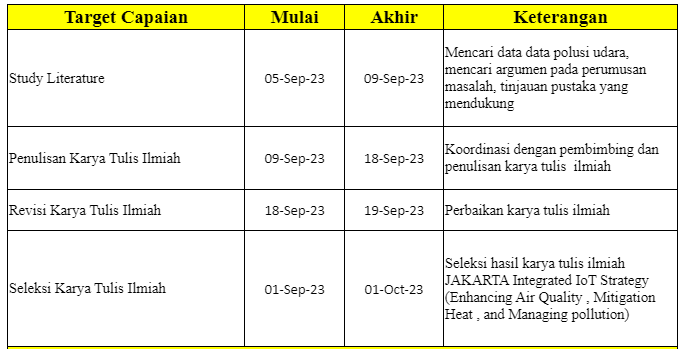 Target Capaian Mulai Akhir Keterangan
Study Literature 05-Sep-23 09-Sep-23 Mencari data data polusi udara,
mencari argumen pada perumusan
masalah, tinjauan pustaka yang
mendukung
Penulisan Karya Tulis Ilmiah 09-Sep-23 18-Sep-23 Koordinasi dengan pembimbing dan
penulisan karya tulis ilmiah
Revisi Karya Tulis Ilmiah 18-Sep-23 19-Sep-23 Perbaikan karya tulis ilmiah
Seleksi Karya Tulis Ilmiah 01-Sep-23 01-Oct-23 Seleksi hasil karya tulis ilmiah
JAKARTA Integrated IoT Strategy
(Enhancing Air Quality , Mitigation
Heat , and Managing pollution)